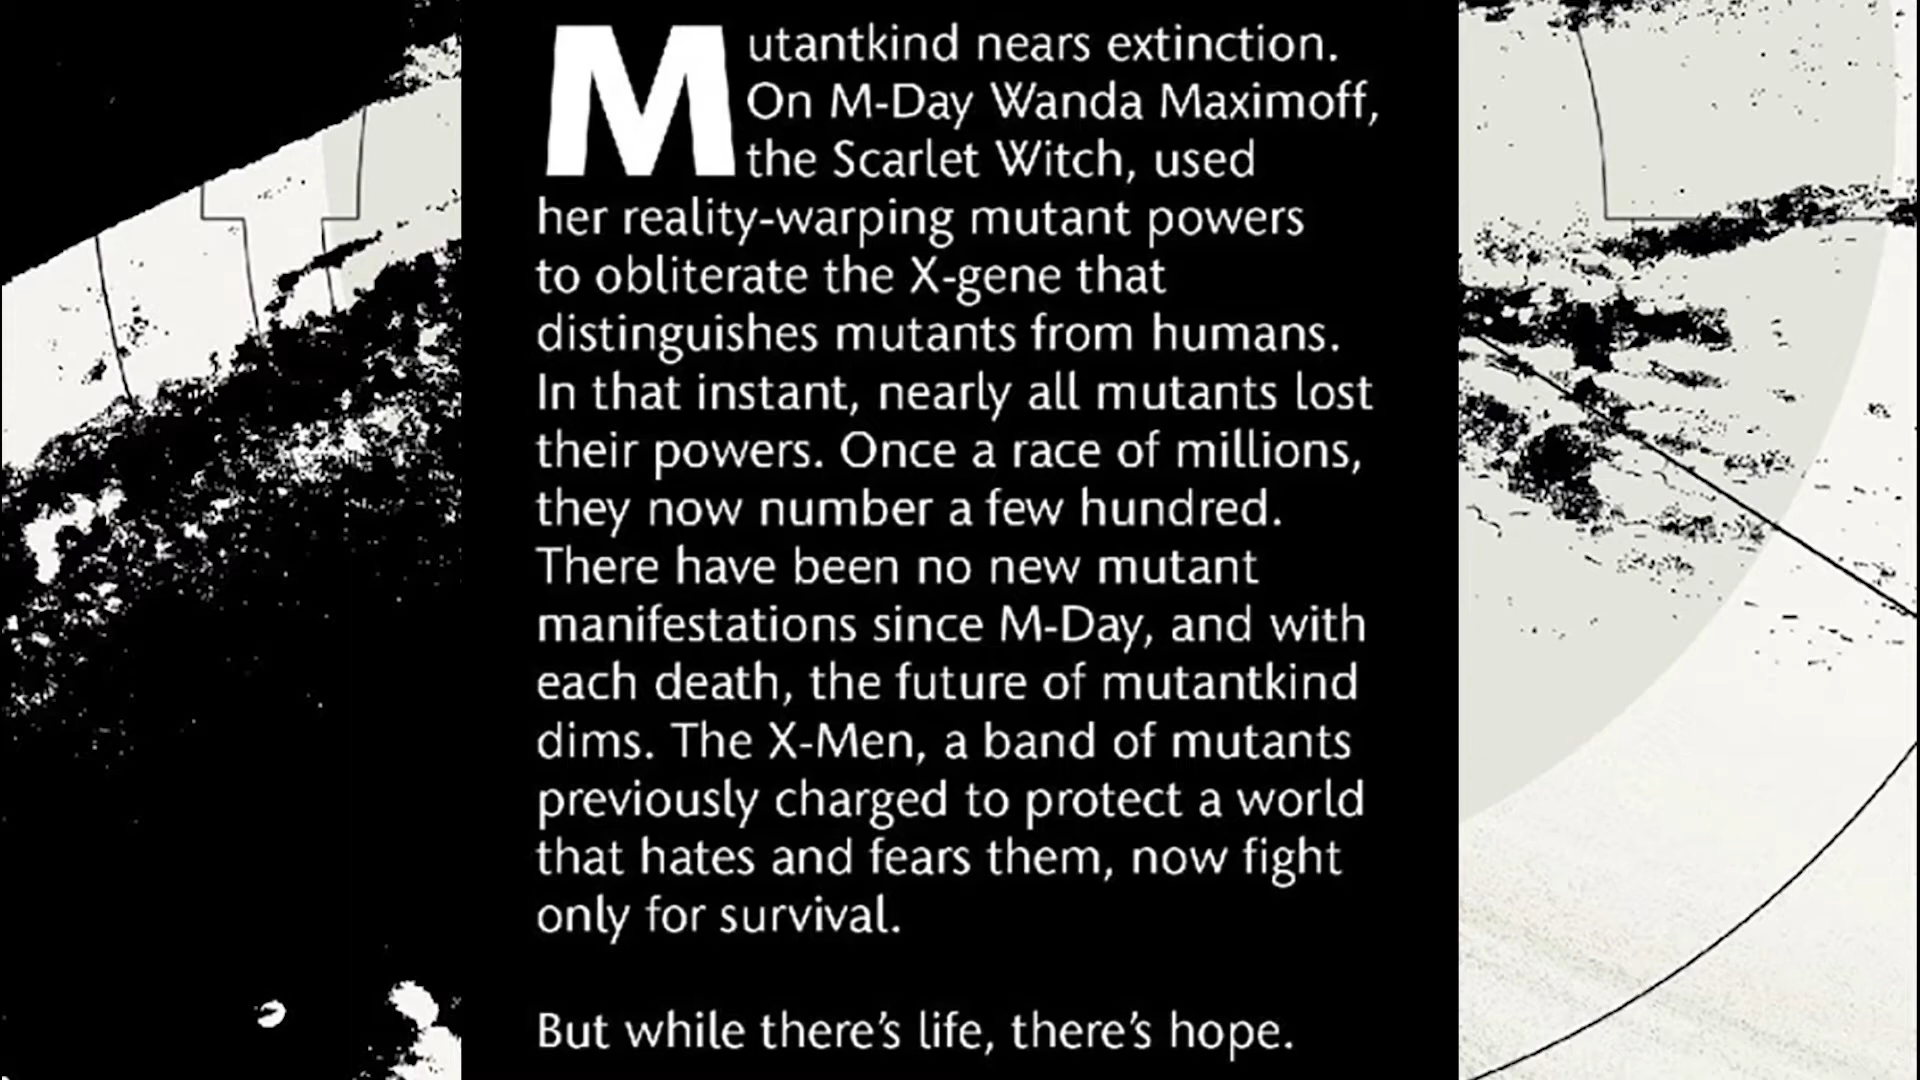 Mutantkind nears extinction.
On M-Day Wanda Maximoff,
the Scarlet Witch, used
her reality-warping mutant powers
to obliterate the X-gene that
distinguishes mutants from humans.
In that instant, nearly all mutants lost
their powers. Once a race of millions,
they now number a few hundred.
There have been no new mutant
manifestations since M-Day, and with
each death, the future of mutantkind
dims. The X-Men, a band of mutants
previously charged to protect a world
that hates and fears them, now fight
only for survival.
But while there's life, there's hope.